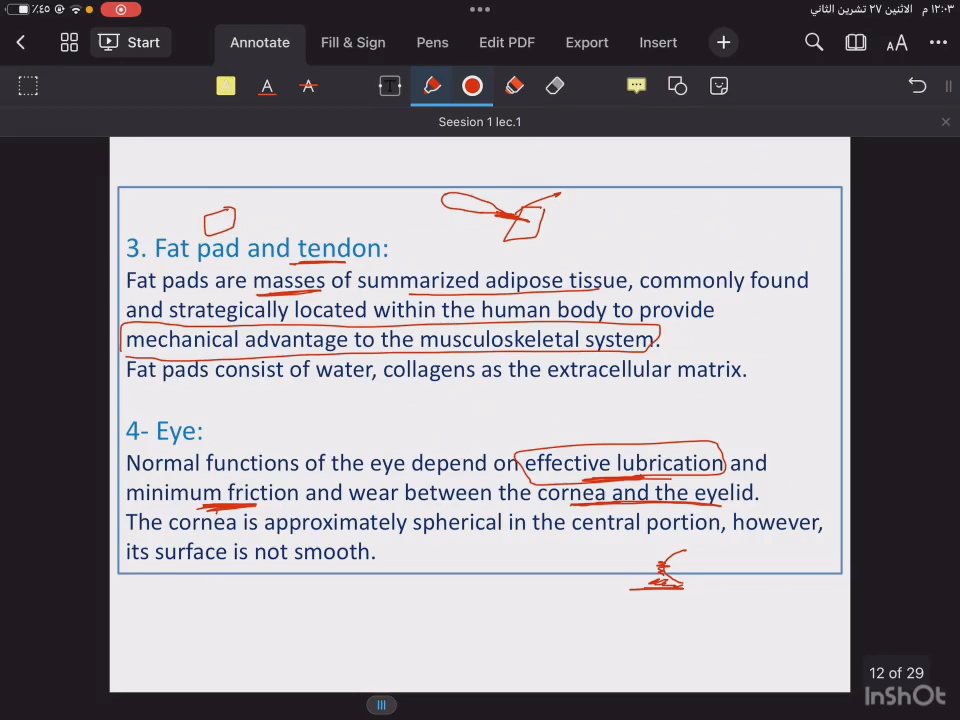 ٪٤٥ ١٢:٠٣ م الاثنين ٢٧ تشرين الثاني
Start Annotate Fill & Sign Pens Edit PDF Export Insert
Seesion 1 lec.1
3. Fat pad and tendon:
Fat pads are masses of summarized adipose tissue, commonly found
and strategically located within the human body to provide
mechanical advantage to the musculoskeletal system.
Fat pads consist of water, collagens as the extracellular matrix.
4- Eye:
Normal functions of the eye depend on effective lubrication and
minimum friction and wear between the cornea and the eyelid.
The cornea is approximately spherical in the central portion, however,
its surface is not smooth.
12 of 29
InShOt